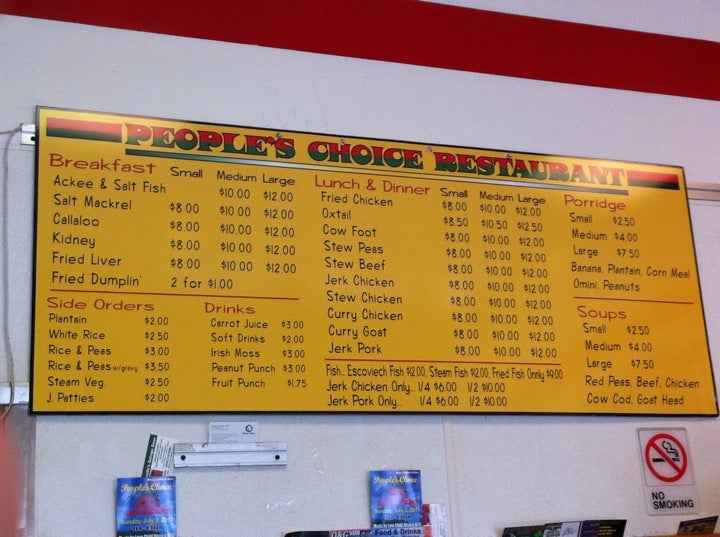 PEOPLE'S CHOICE RESTAURANT
Breakfast Small Medium Large
Ackee & Salt Fish $10.00 $12.00
Salt Mackrel $8.00 $10.00 $12.00
Callaloo $8.00 $10.00 $12.00
Kidney $8.00 $10.00 $12.00
Fried Liver $8.00 $10.00 $12.00
Fried Dumplin' 2 for $1.00
Side Orders
Plantain $2.00
White Rice $2.50
Rice & Peas $3.00
Rice & Peas w/gravy $3.50
Steam Veg. $2.50
J. Patties $2.00
Drinks
Carrot Juice $3.00
Soft Drinks $2.00
Irish Moss $3.00
Peanut Punch $3.00
Fruit Punch $1.75
Lunch & Dinner Small Medium Large
Fried Chicken $8.00 $10.00 $12.00
Oxtail $8.50 $10.50 $12.50
Cow Foot $8.00 $10.00 $12.00
Stew Peas $8.00 $10.00 $12.00
Stew Beef $8.00 $10.00 $12.00
Jerk Chicken $8.00 $10.00 $12.00
Stew Chicken $8.00 $10.00 $12.00
Curry Chicken $8.00 $10.00 $12.00
Curry Goat $8.00 $10.00 $12.00
Jerk Pork $8.00 $10.00 $12.00
Fish.. Escoviech Fish $12.00, Steam Fish $12.00, Fried Fish Onnly $9.00
Jerk Chicken Only... 1/4 $6.00 1/2 $10.00
Jerk Pork Only... 1/4 $6.00 1/2 $10.00
Porridge
Small $2.50
Medium $4.00
Large $7.50
Banana, Plantain, Corn Meal
Omini, Peanuts
Soups
Small $2.50
Medium $4.00
Large $7.50
Red Peas, Beef, Chicken
Cow Cod, Goat Head
NO
SMOKING
People's Choice
Sunday July 3, 2011
People's Choice
Food & Drinks